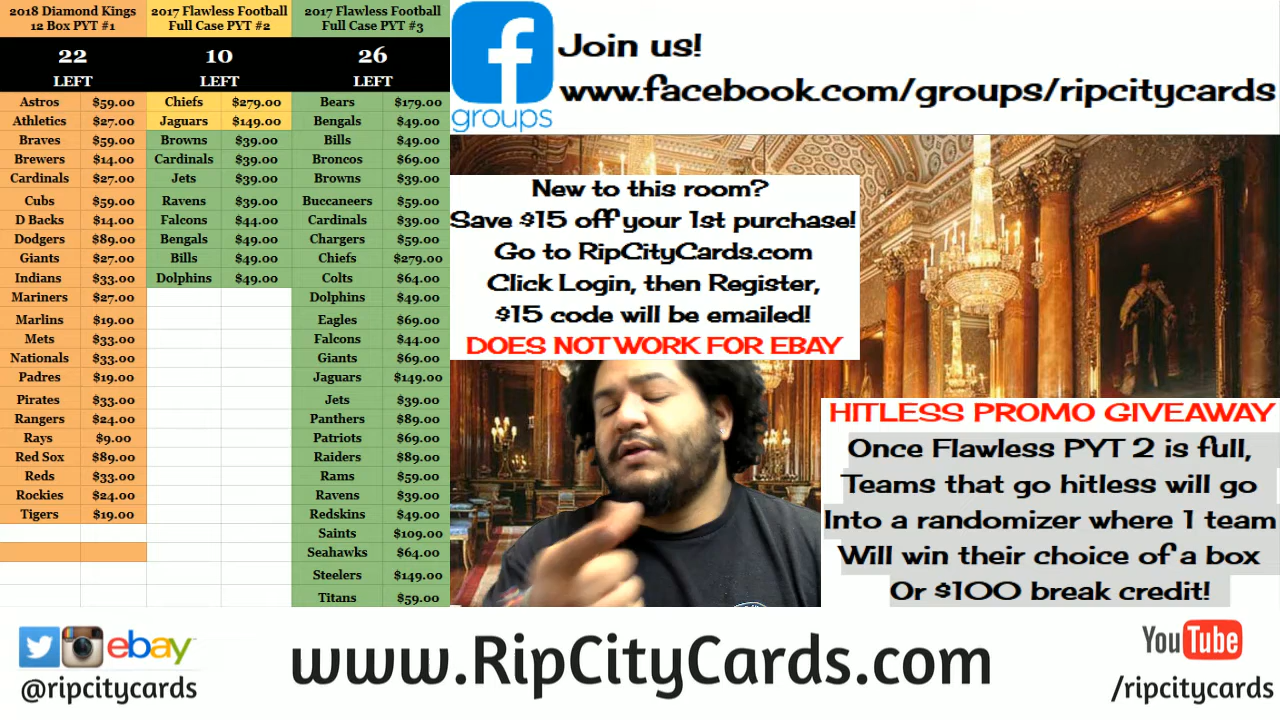 2018 Diamond Kings
12 Box PYT #1
22
LEFT
Astros $59.00
Athletics $27.00
Braves $59.00
Brewers $14.00
Cardinals $27.00
Cubs $59.00
D Backs $14.00
Dodgers $89.00
Giants $27.00
Indians $33.00
Mariners $27.00
Marlins $19.00
Mets $33.00
Nationals $33.00
Padres $19.00
Pirates $33.00
Rangers $24.00
Rays $9.00
Red Sox $89.00
Reds $33.00
Rockies $24.00
Tigers $19.00
2017 Flawless Football
Full Case PYT #2
10
LEFT
Chiefs $279.00
Jaguars $149.00
Browns $39.00
Cardinals $39.00
Jets $39.00
Ravens $39.00
Falcons $44.00
Bengals $49.00
Bills $49.00
Dolphins $49.00
2017 Flawless Football
Full Case PYT #3
26
LEFT
Bears $179.00
Bengals $49.00
Bills $49.00
Broncos $69.00
Browns $39.00
Buccaneers $59.00
Cardinals $39.00
Chargers $59.00
Chiefs $279.00
Colts $64.00
Dolphins $49.00
Eagles $69.00
Falcons $44.00
Giants $69.00
Jaguars $149.00
Jets $39.00
Panthers $89.00
Patriots $69.00
Raiders $89.00
Rams $59.00
Ravens $39.00
Redskins $49.00
Saints $109.00
Seahawks $64.00
Steelers $149.00
Titans $59.00
f
groups
Join us!
www.facebook.com/groups/ripcitycards
New to this room?
Save $15 off your 1st purchase!
Go to RipCityCards.com
Click Login, then Register,
$15 code will be emailed!
DOES NOT WORK FOR EBAY
HITLESS PROMO GIVEAWAY
Once Flawless PYT 2 is full,
Teams that go hitless will go
Into a randomizer where 1 team
Will win their choice of a box
Or $100 break credit!
ebay
@ripcitycards
www.RipCityCards.com
YouTube
/ripcitycards